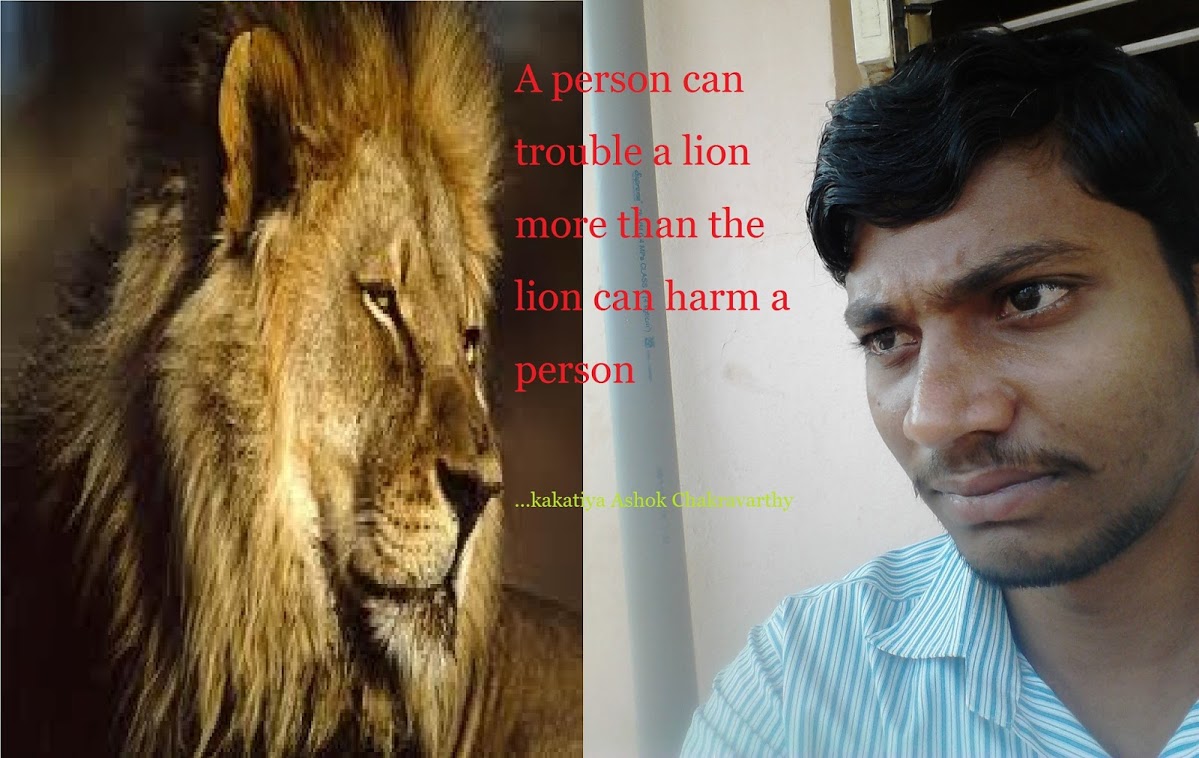 A person can
trouble a lion
more than the
lion can harm a
person
...kakatiya Ashok Chakravarthy